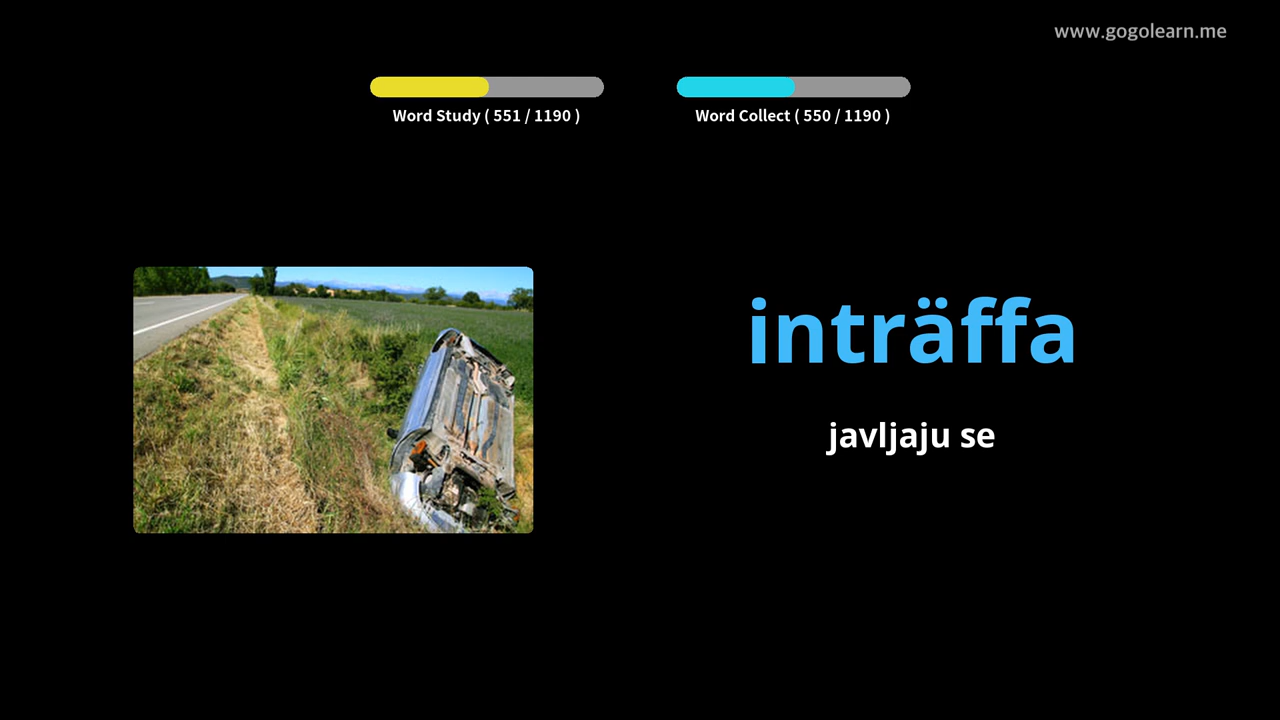 www.gogolearn.me
Word Study ( 551 / 1190 )
Word Collect ( 550 / 1190 )
inträffa
javljaju se